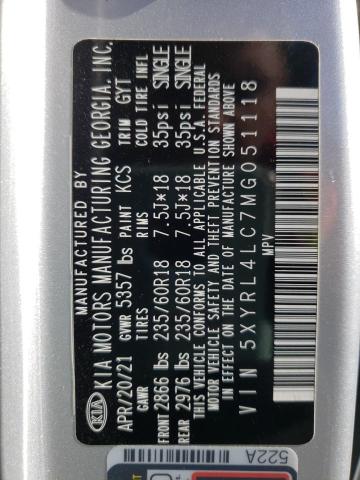 MANUFACTURED BY
KIA KIA MOTORS MANUFACTURING GEORGIA, INC.
APR/20/21 GVWR 5357 lbs PAINT KCS TRIM GYT
GAWR TIRES RIMS COLD TIRE INFL
FRONT 2866 lbs 235/60R18 7.5J*18 35psi SINGLE
REAR 2976 lbs 235/60R18 7.5J*18 35psi SINGLE
THIS VEHICLE CONFORMS TO ALL APPLICABLE U.S.A. FEDERAL
MOTOR VEHICLE SAFETY AND THEFT PREVENTION STANDARDS
IN EFFECT ON THE DATE OF MANUFACTURE SHOWN ABOVE
VIN 5XYRL4LC7MG051118
MPV
522A